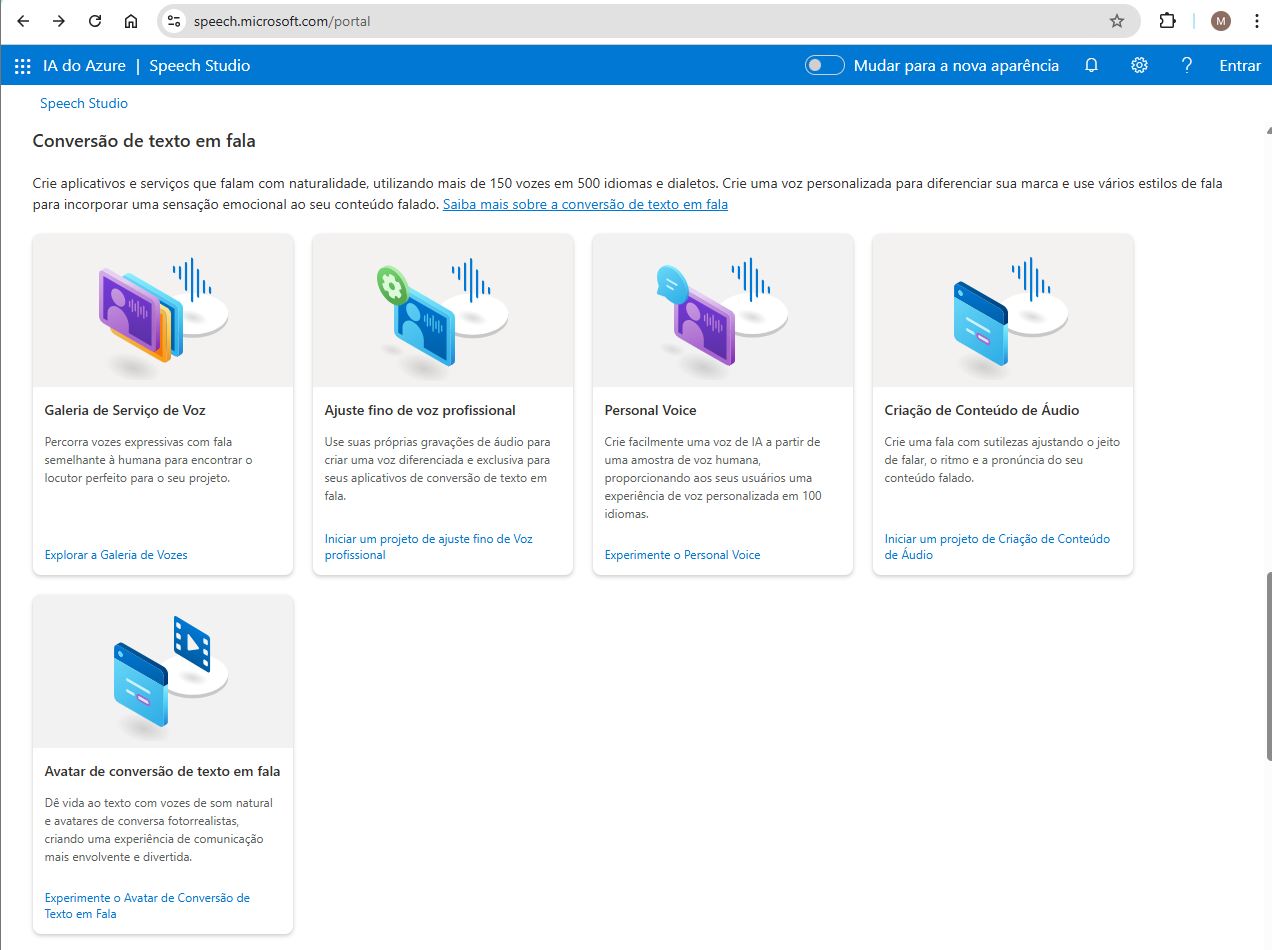 speech.microsoft.com/portal
M
IA do Azure | Speech Studio
Mudar para a nova aparência
?
Entrar
Speech Studio
Conversão de texto em fala
Crie aplicativos e serviços que falam com naturalidade, utilizando mais de 150 vozes em 500 idiomas e dialetos. Crie uma voz personalizada para diferenciar sua marca e use vários estilos de fala
para incorporar uma sensação emocional ao seu conteúdo falado. Saiba mais sobre a conversão de texto em fala
Galeria de Serviço de Voz
Percorra vozes expressivas com fala
semelhante à humana para encontrar o
locutor perfeito para o seu projeto.
Explorar a Galeria de Vozes
Ajuste fino de voz profissional
Use suas próprias gravações de áudio para
criar uma voz diferenciada e exclusiva para
seus aplicativos de conversão de texto em
fala.
Iniciar um projeto de ajuste fino de Voz
profissional
Personal Voice
Crie facilmente uma voz de IA a partir de
uma amostra de voz humana,
proporcionando aos seus usuários uma
experiência de voz personalizada em 100
idiomas.
Experimente o Personal Voice
Criação de Conteúdo de Áudio
Crie uma fala com sutilezas ajustando o jeito
de falar, o ritmo e a pronúncia do seu
conteúdo falado.
Iniciar um projeto de Criação de Conteúdo
de Áudio
Avatar de conversão de texto em fala
Dê vida ao texto com vozes de som natural
e avatares de conversa fotorrealistas,
criando uma experiência de comunicação
mais envolvente e divertida.
Experimente o Avatar de Conversão de
Texto em Fala